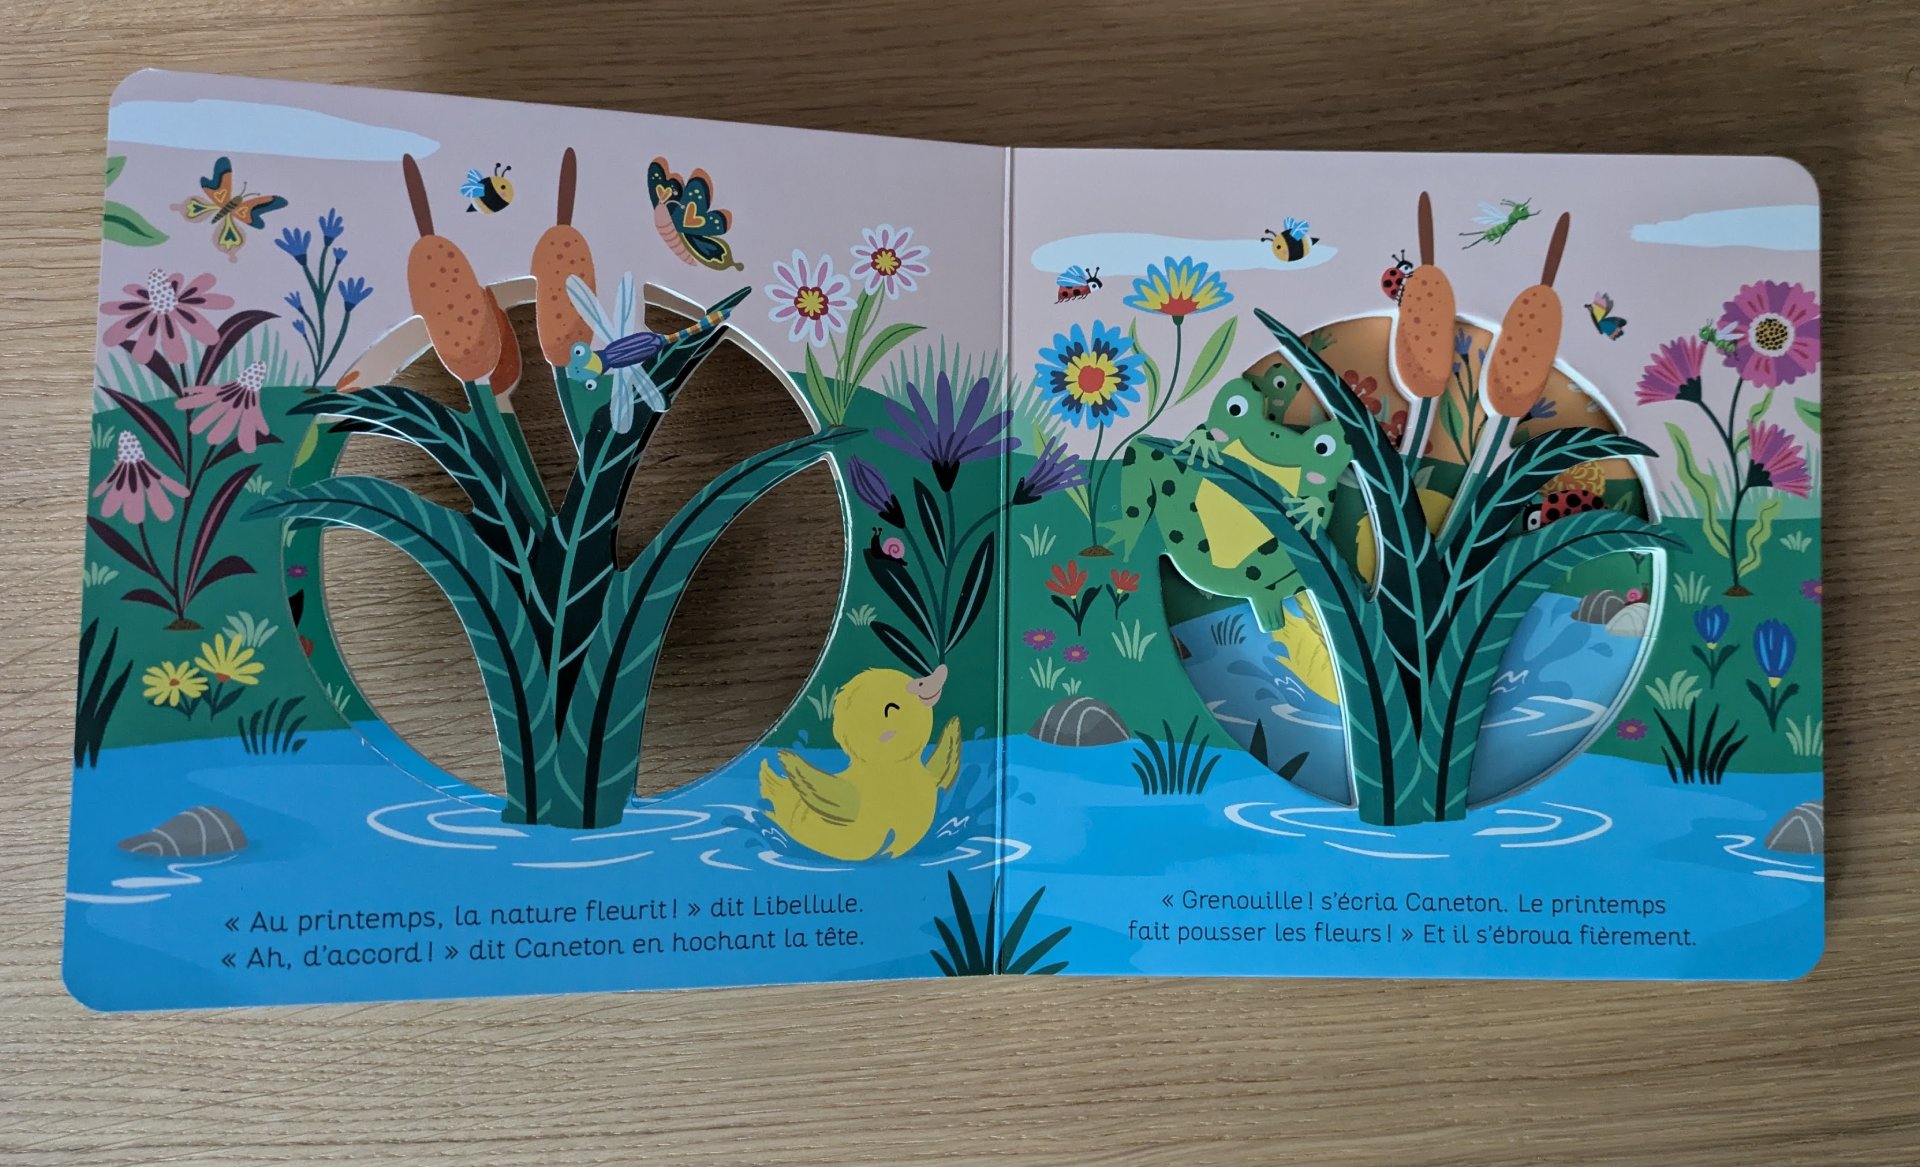 « Au printemps, la nature fleurit ! » dit Libellule.
« Ah, d'accord ! » dit Caneton en hochant la tête.
« Grenouille ! s'écria Caneton. Le printemps
fait pousser les fleurs ! » Et il s'ébroua fièrement.